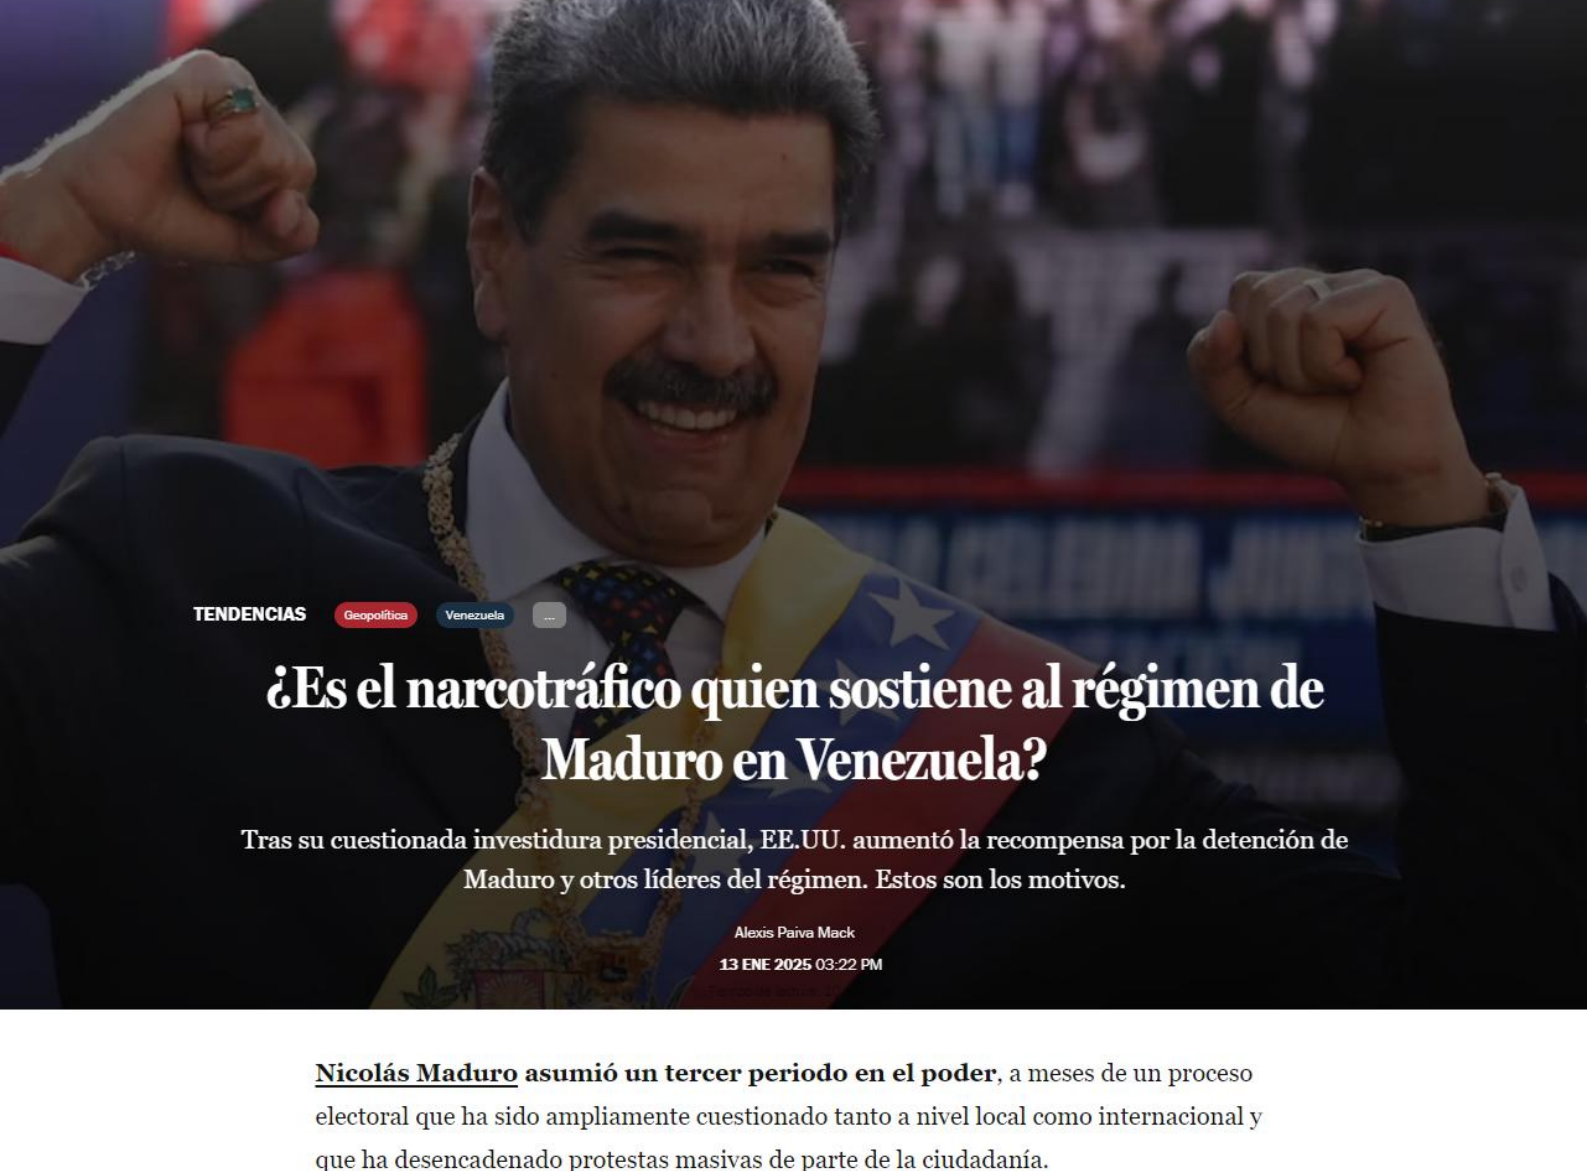 TENDENCIAS Geopolítica Venezuela ...
¿Es el narcotráfico quien sostiene al régimen de
Maduro en Venezuela?
Tras su cuestionada investidura presidencial, EE.UU. aumentó la recompensa por la detención de
Maduro y otros líderes del régimen. Estos son los motivos.
Alexis Paiva Mack
13 ENE 2025 03:22 PM
Nicolás Maduro asumió un tercer periodo en el poder, a meses de un proceso
electoral que ha sido ampliamente cuestionado tanto a nivel local como internacional y
que ha desencadenado protestas masivas de parte de la ciudadanía.